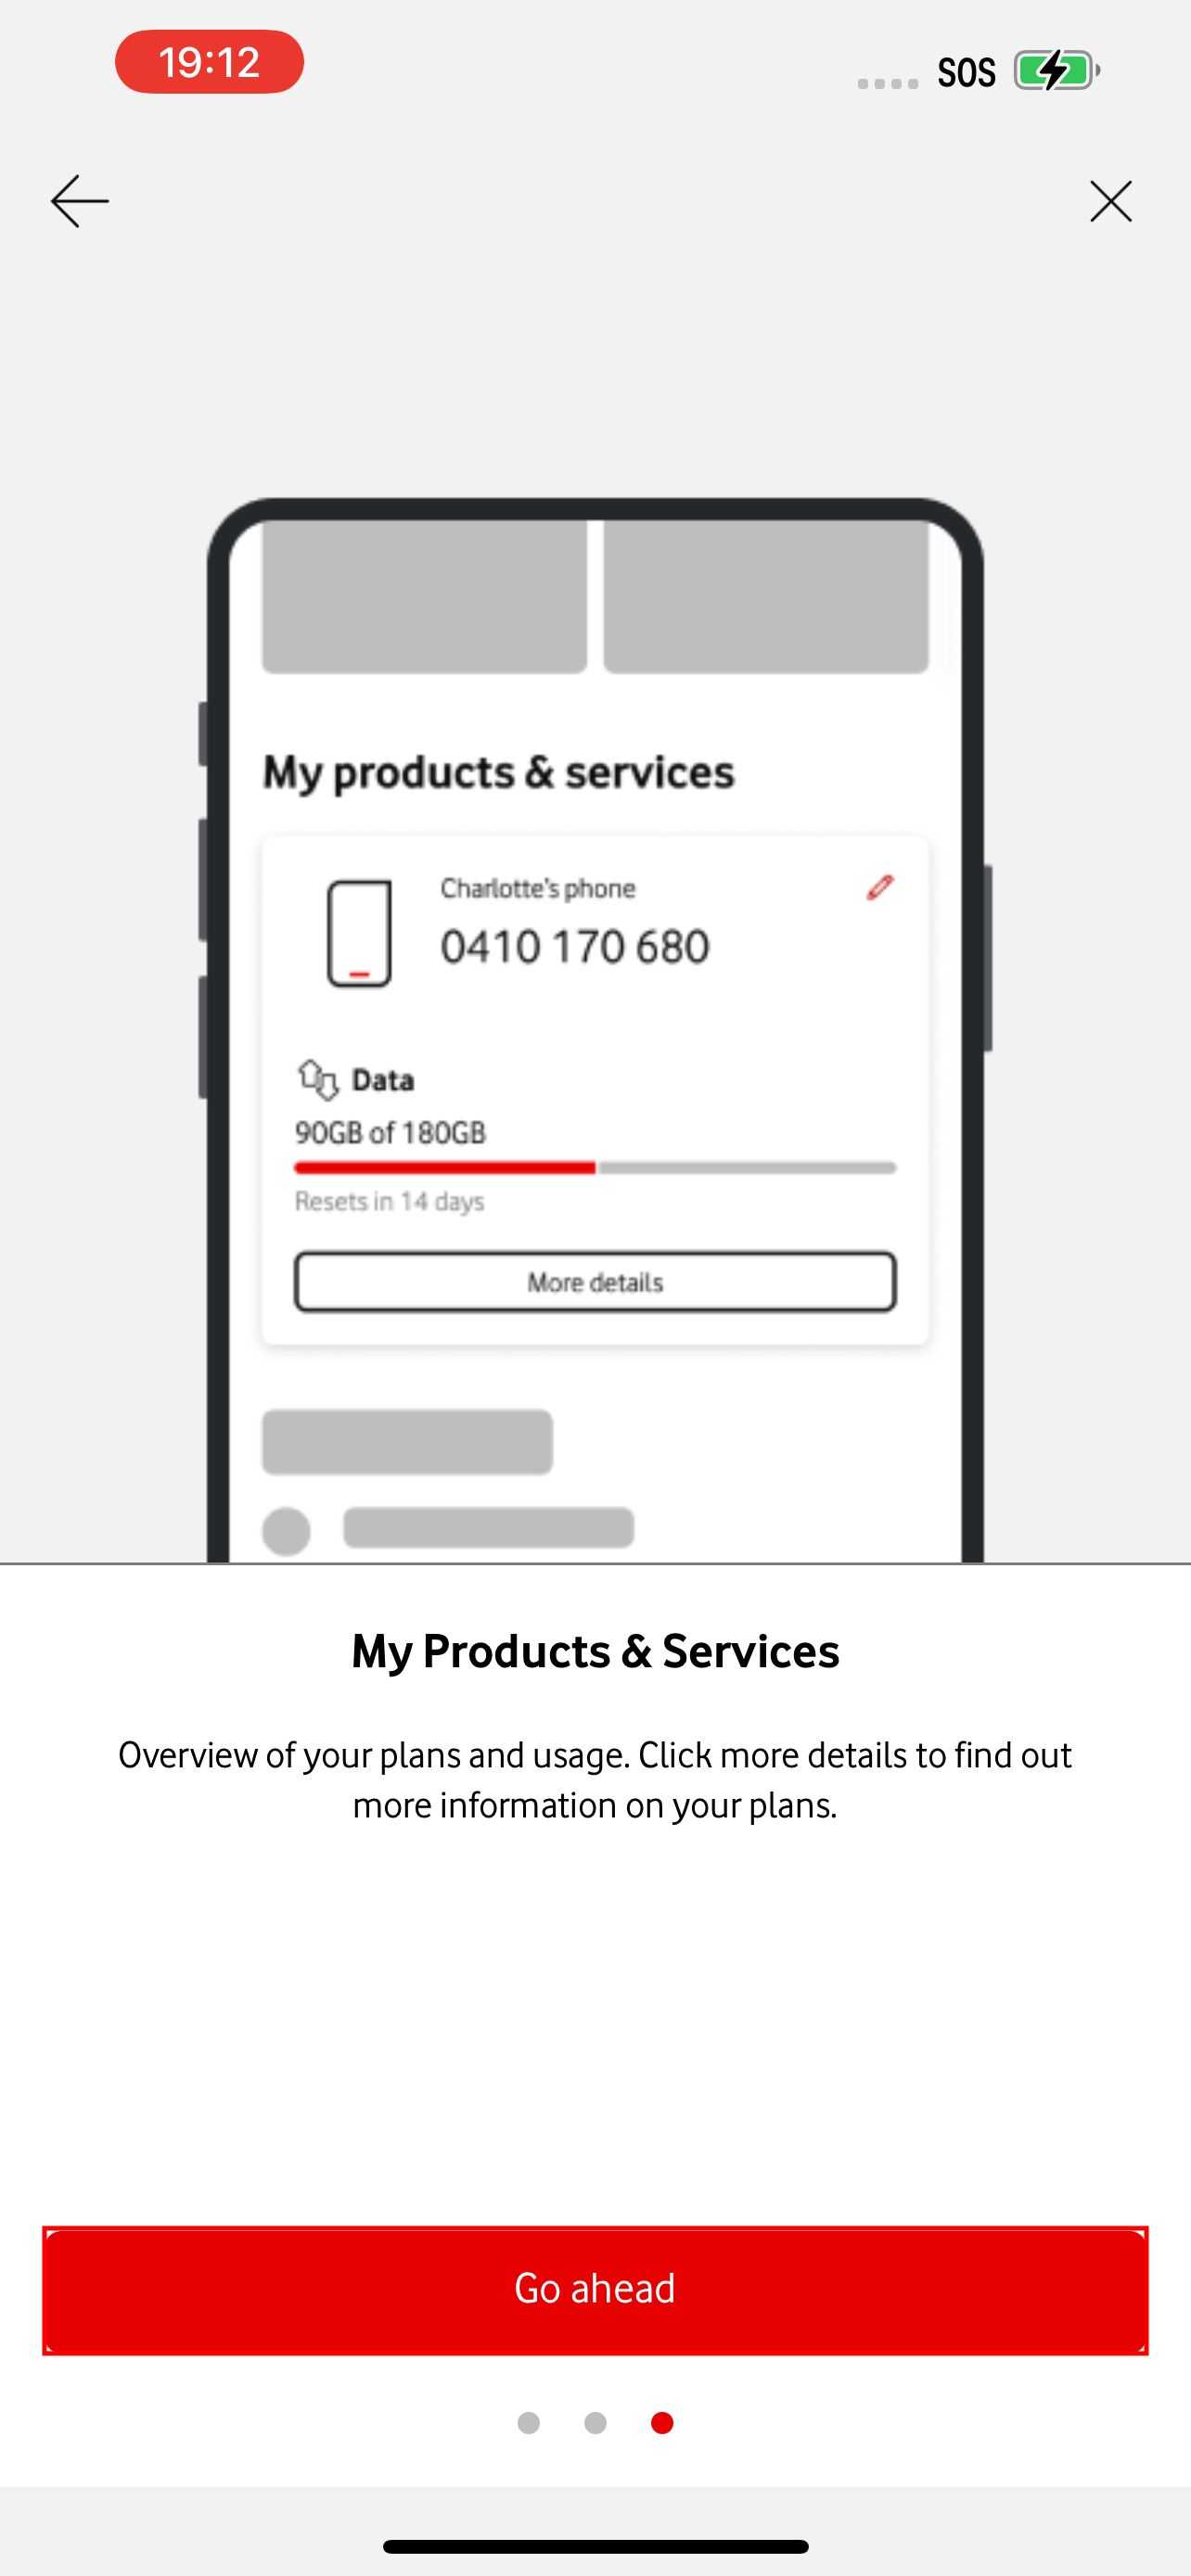 19:12
SOS
My products & services
Charlotte's phone
0410 170 680
Data
90GB of 180GB
Resets in 14 days
More details
My Products & Services
Overview of your plans and usage. Click more details to find out
more information on your plans.
Go ahead